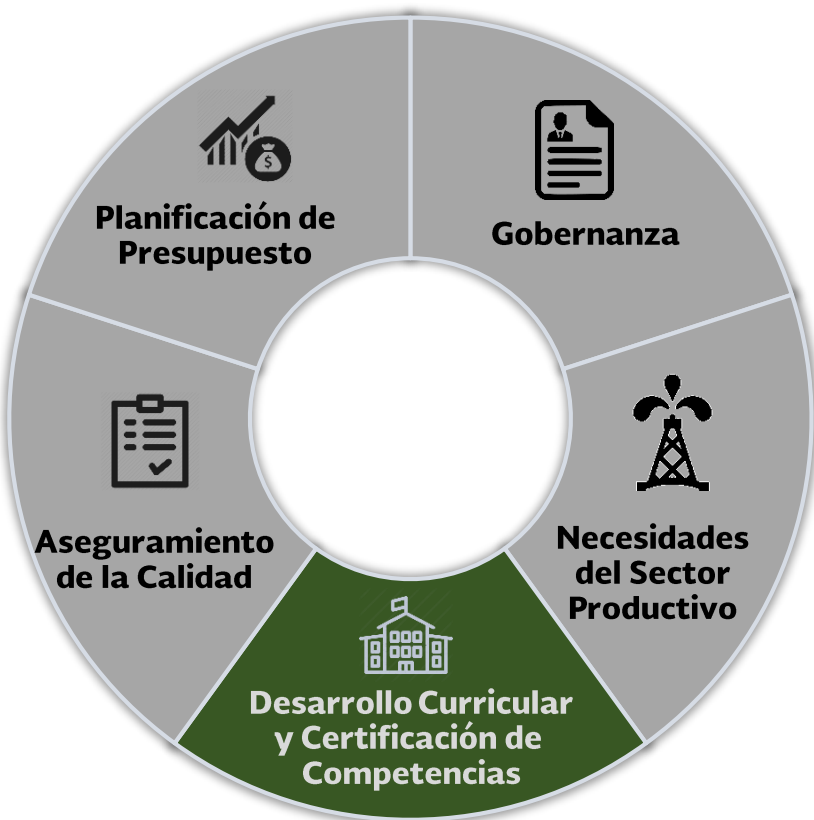 Planificación de
Presupuesto
$
Gobernanza
Aseguramiento
de la Calidad
Necesidades
del Sector
Productivo
Desarrollo Curricular
y Certificación de
Competencias